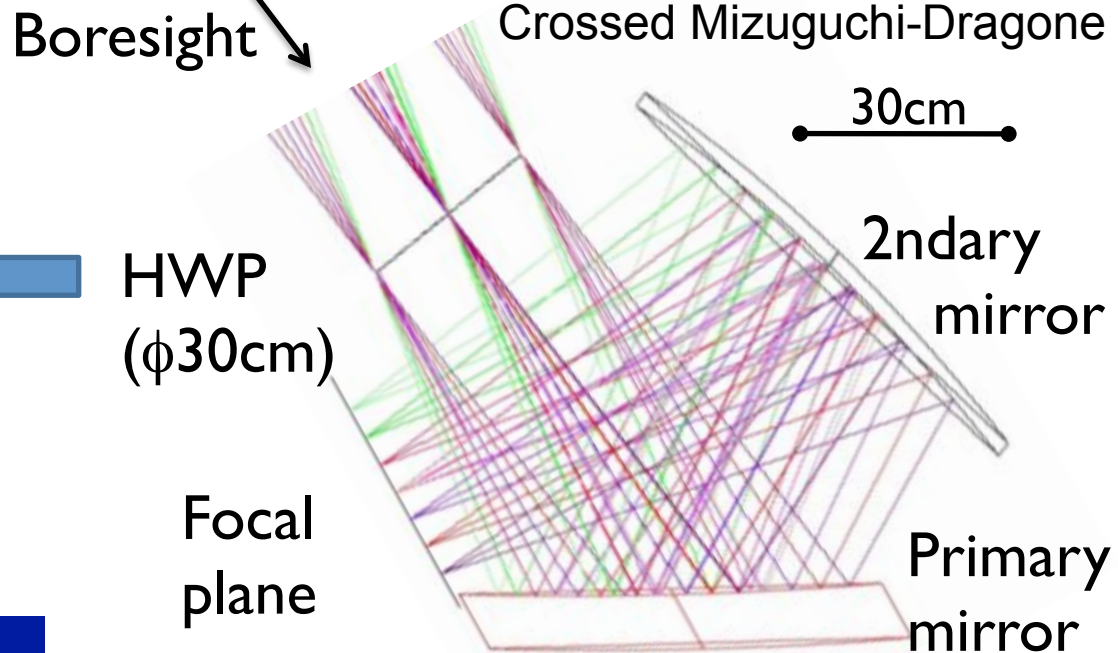 Crossed Mizuguchi-Dragone
Boresight
30cm
2ndary
mirror
HWP
(ϕ30cm)
Focal
plane
Primary
mirror